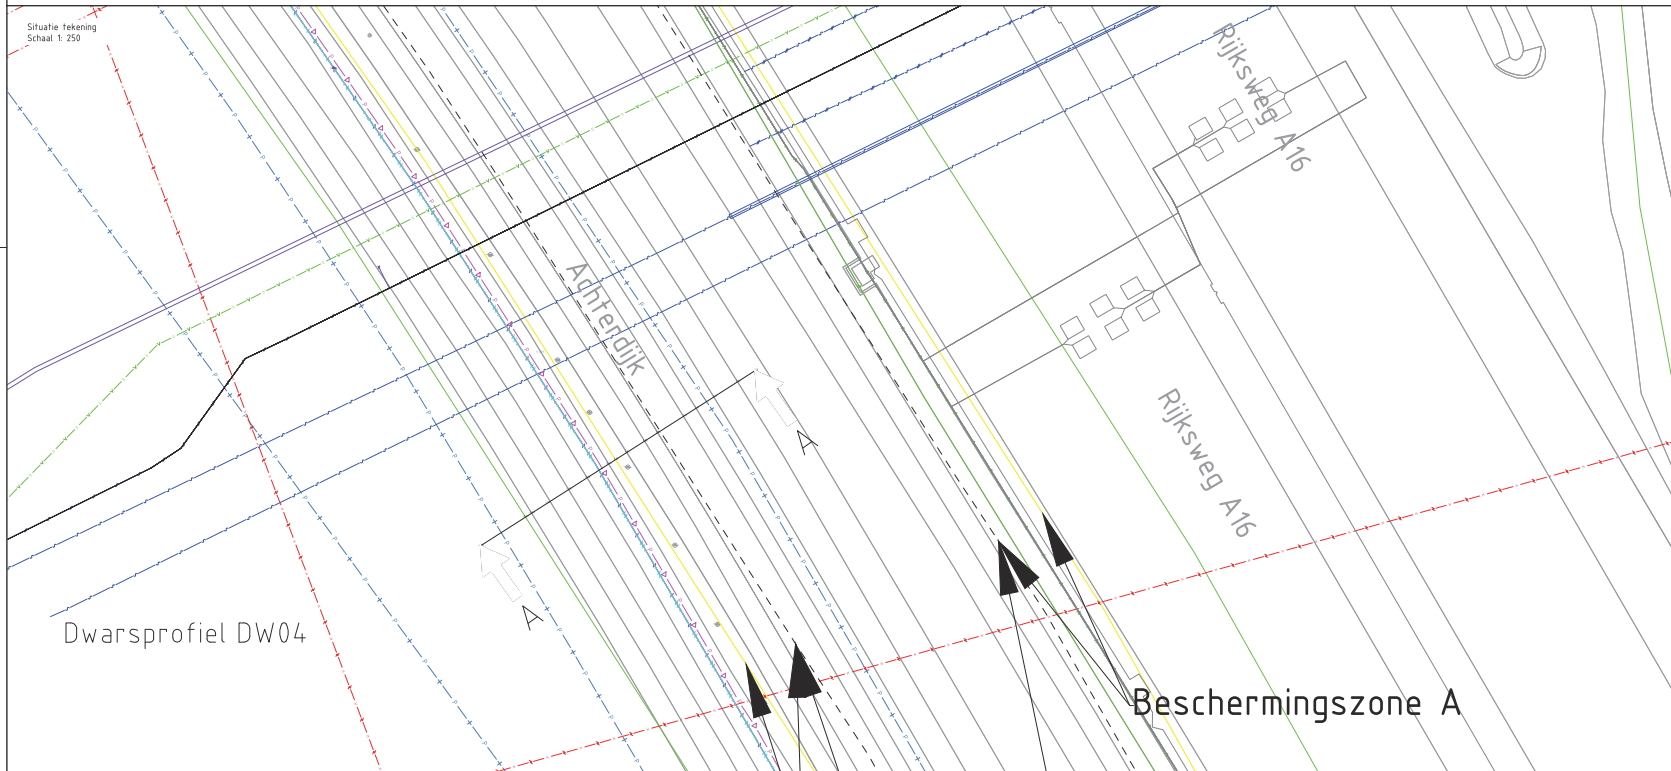 Situatie tekening
Schaal 1: 250
Rijksweg A16
Achterdijk
Rijksweg A16
A
A
Dwarsprofiel DW04
Beschermingszone A